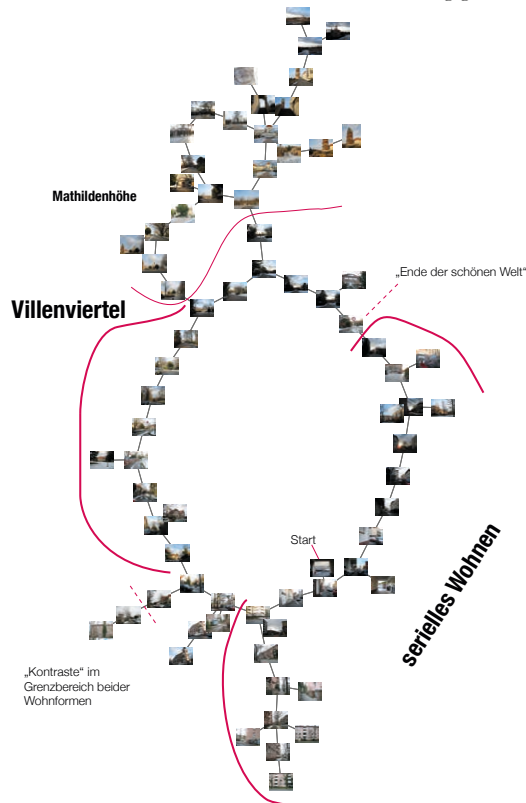 Mathildenhöhe
„Ende der schönen Welt“
Villenviertel
Start
serielles Wohnen
„Kontraste“ im
Grenzbereich beider
Wohnformen